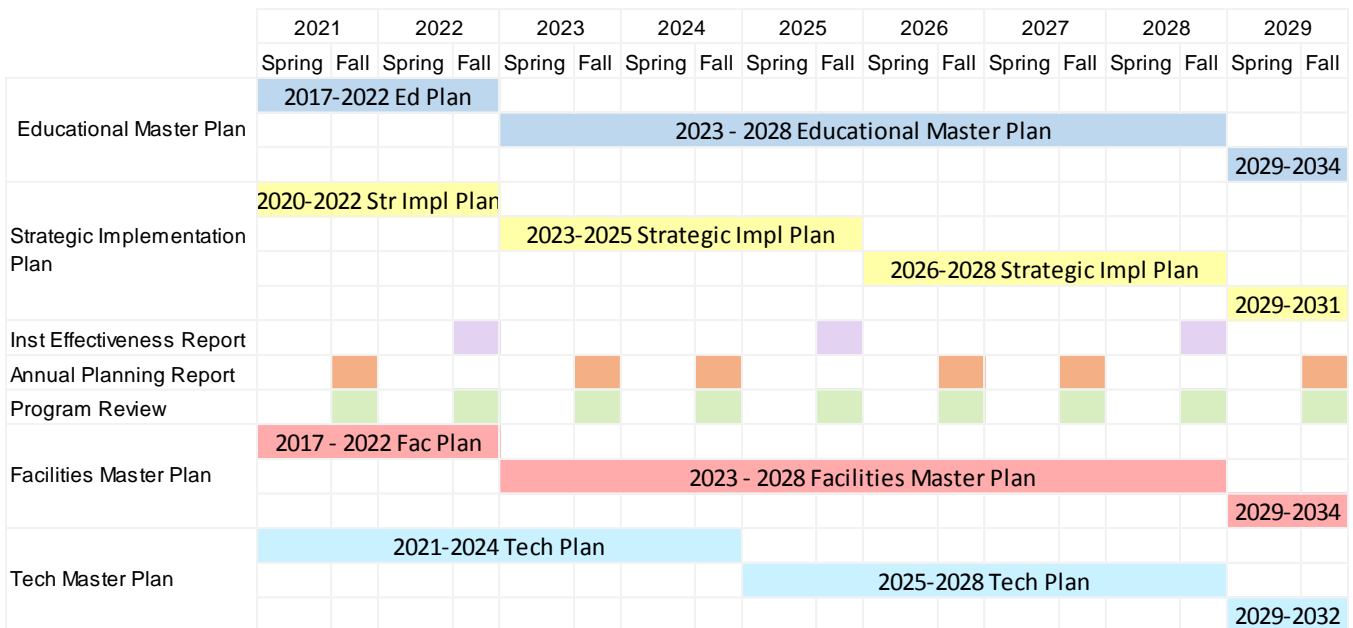 2021 2022 2023 2024 2025 2026 2027 2028 2029
Spring Fall Spring Fall Spring Fall Spring Fall Spring Fall Spring Fall Spring Fall Spring Fall Spring Fall
2017-2022 Ed Plan
Educational Master Plan
2023 - 2028 Educational Master Plan
2029-2034
2020-2022 Str Impl Plan
Strategic Implementation
Plan
2023-2025 Strategic Impl Plan
2026-2028 Strategic Impl Plan
2029-2031
Inst Effectiveness Report
Annual Planning Report
Program Review
2017 - 2022 Fac Plan
Facilities Master Plan
2023 - 2028 Facilities Master Plan
2029-2034
2021-2024 Tech Plan
Tech Master Plan
2025-2028 Tech Plan
2029-2032